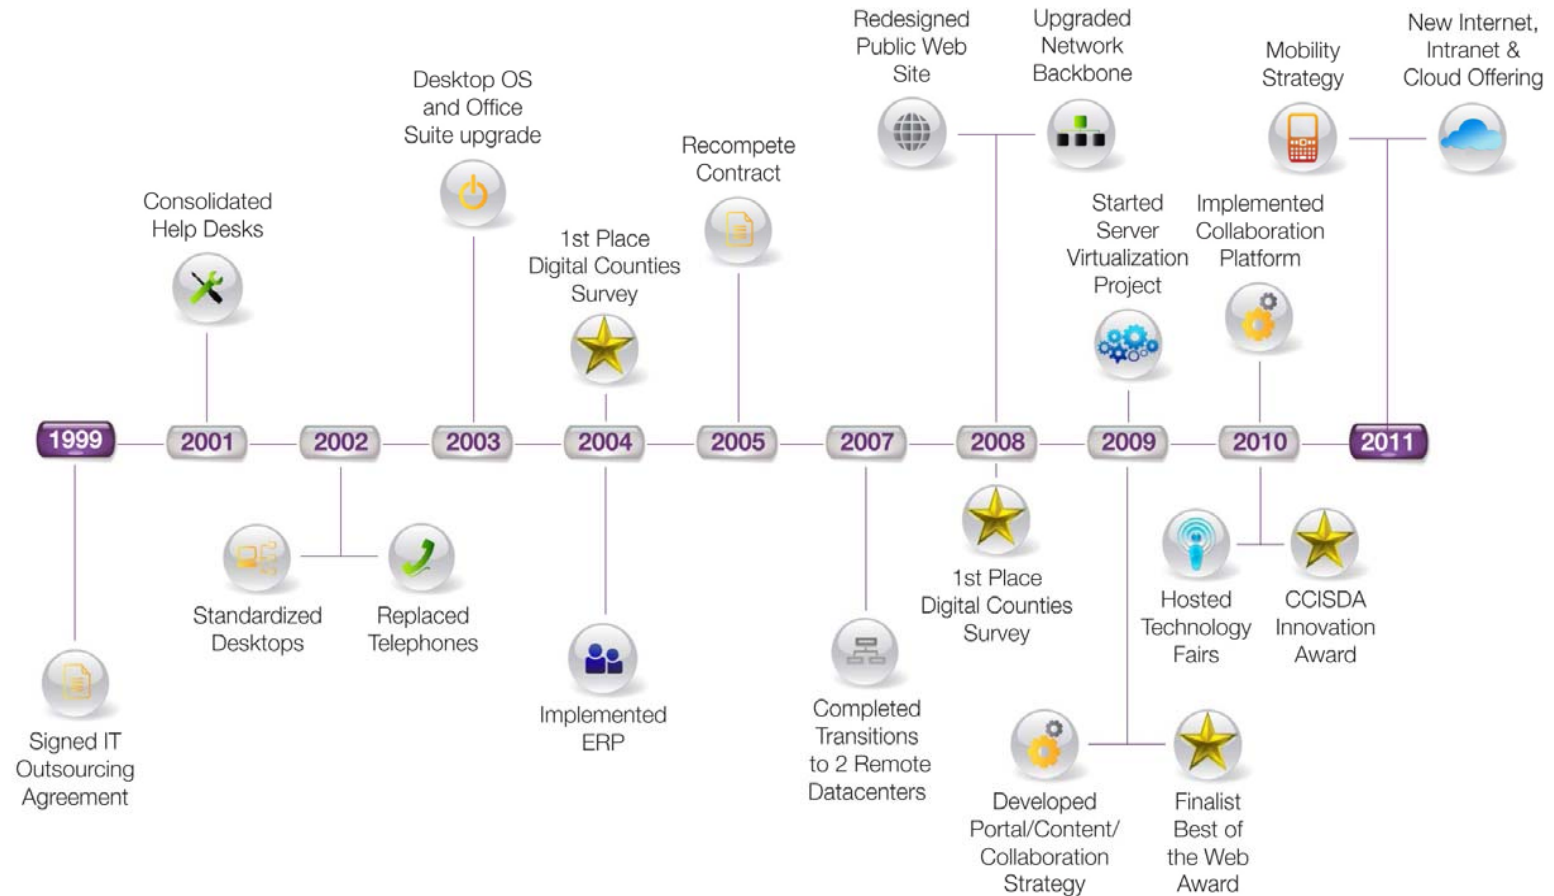 Redesigned
Public Web
Site
Upgraded
Network
Backbone
Mobility
Strategy
New Internet,
Intranet &
Cloud Offering
Desktop OS
and Office
Suite upgrade
Recompete
Contract
Consolidated
Help Desks
1st Place
Digital Counties
Survey
Started
Server
Virtualization
Project
Implemented
Collaboration
Platform
1999
2001
2002
2003
2004
2005
2007
2008
2009
2010
2011
Standardized
Desktops
Replaced
Telephones
1st Place
Digital Counties
Survey
Hosted
Technology
Fairs
CCISDA
Innovation
Award
Signed IT
Outsourcing
Agreement
Implemented
ERP
Completed
Transitions
to 2 Remote
Datacenters
Developed
Portal/Content/
Collaboration
Strategy
Finalist
Best of
the Web
Award